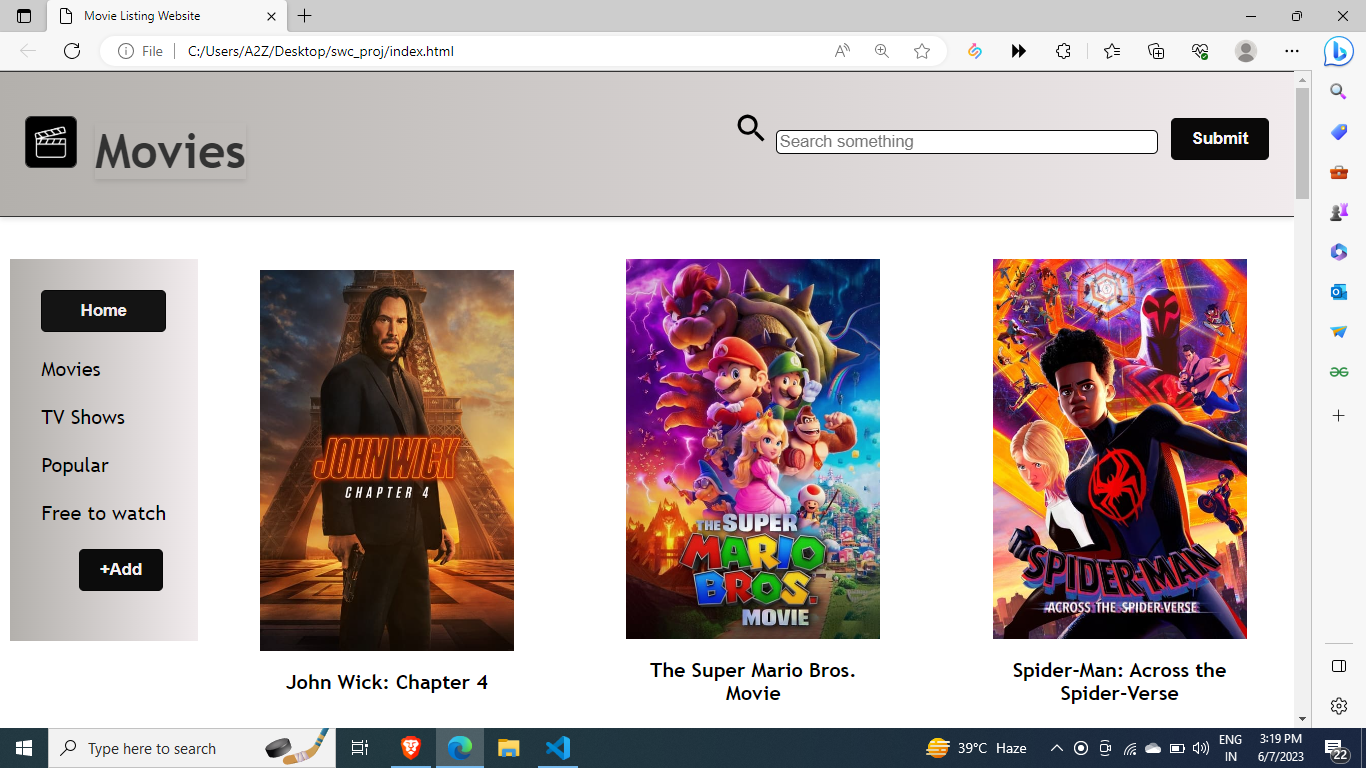 Movie Listing Website
File
C:/Users/A2Z/Desktop/swc_proj/index.html
Movies
Search something
Submit
Home
Movies
TV Shows
Popular
Free to watch
+Add
JOHN WICK
CHAPTER 4
THE SUPER
MARIO
BROS.
MOVIE
SPIDER-MAN
ACROSS THE SPIDER-VERSE
John Wick: Chapter 4
The Super Mario Bros.
Movie
Spider-Man: Across the
Spider-Verse
Type here to search
39°C Haze
ENG
IN
3:19 PM
6/7/2023
22